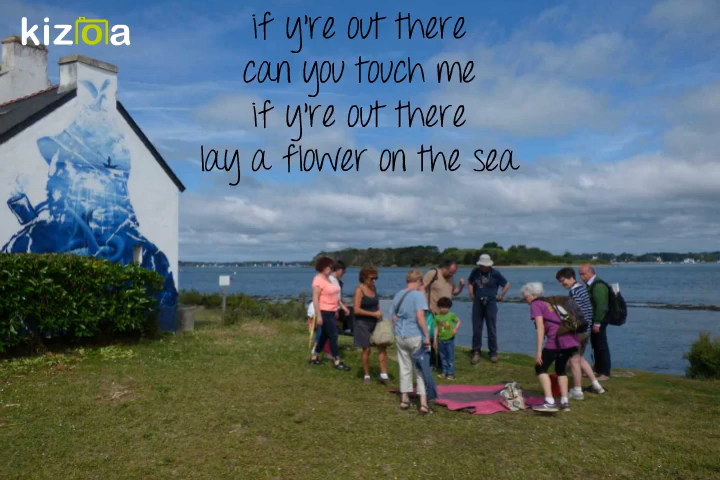 kizoa
if y're out there
can you touch me
if y're out there
lay a flower on the sea